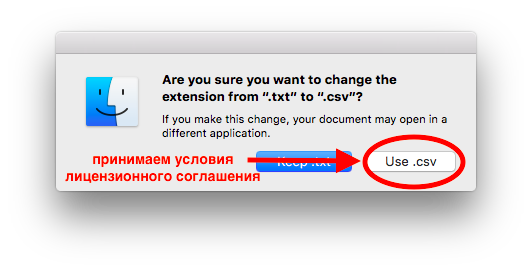 Are you sure you want to change the
extension from “.txt” to “.csv”?
If you make this change, your document may open in a
different application.
принимаем условия
лицензионного соглашения
Keep .txt
Use .csv